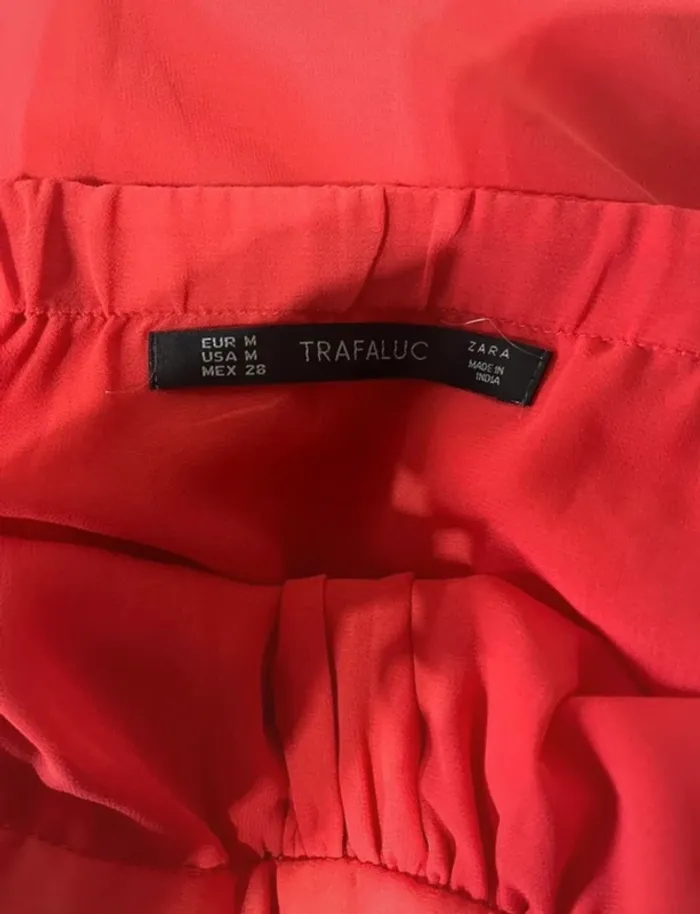 EUR M
USA M
MEX 28
TRAFALUC
ZARA
MADE IN
INDIA